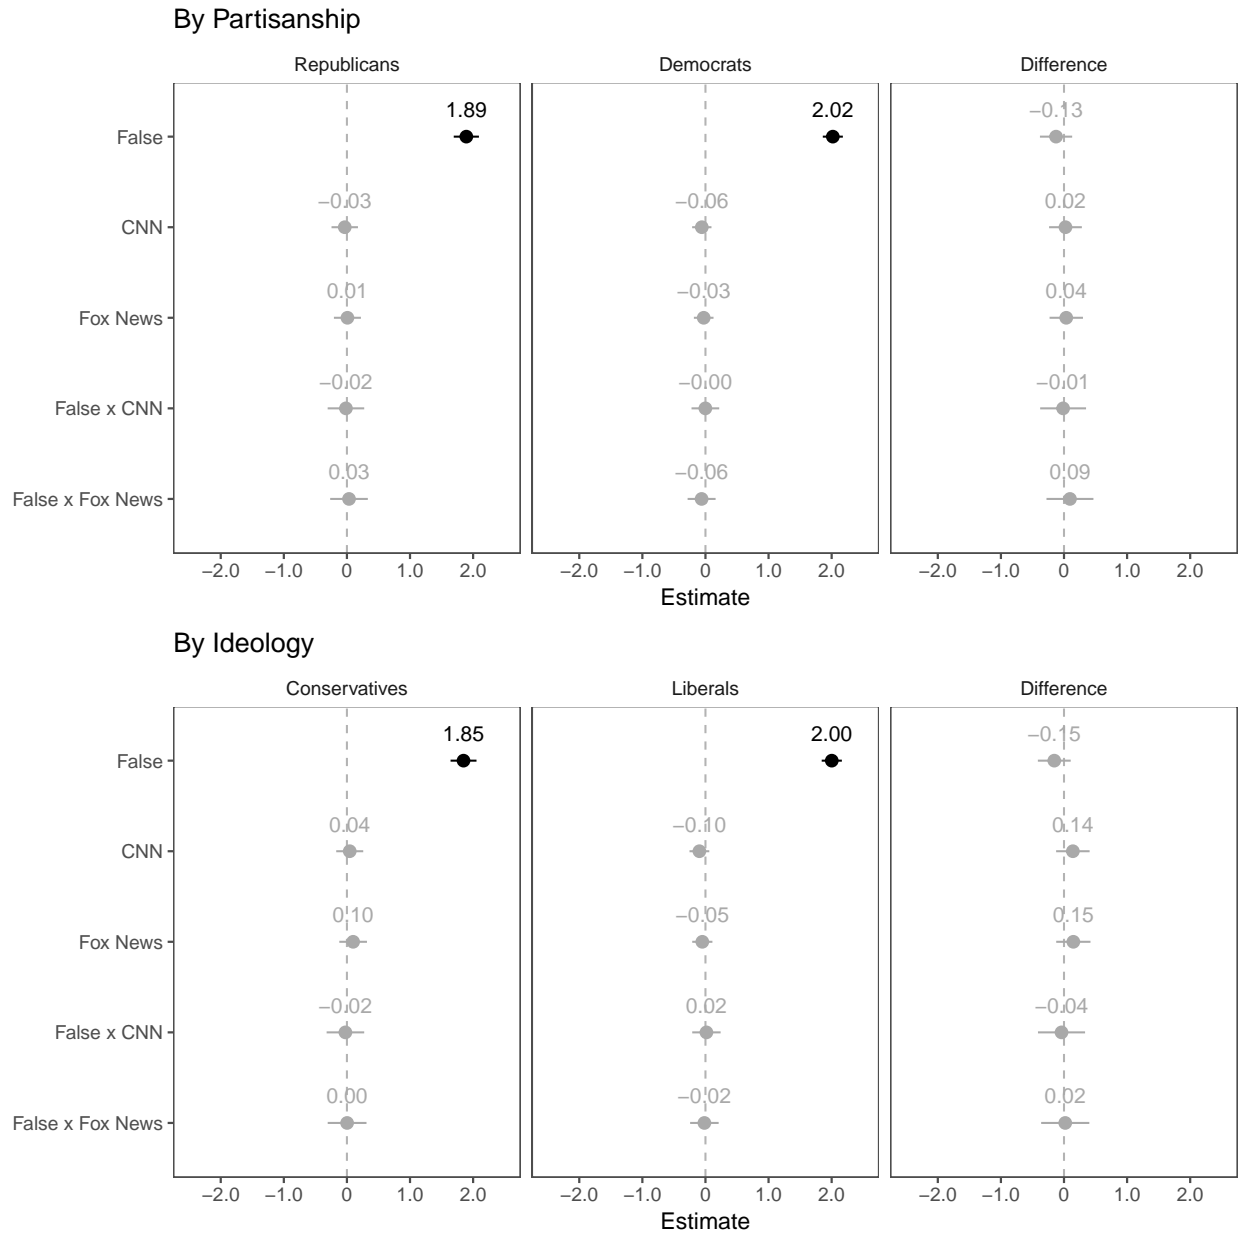 By Partisanship
Republicans Democrats Difference
False 1.89 2.02 −0.13
CNN −0.03 −0.06 0.02
Fox News 0.01 −0.03 0.04
False x CNN −0.02 −0.00 −0.01
False x Fox News 0.03 −0.06 0.09
−2.0 −1.0 0 1.0 2.0 −2.0 −1.0 0 1.0 2.0 −2.0 −1.0 0 1.0 2.0
Estimate
By Ideology
Conservatives Liberals Difference
False 1.85 2.00 −0.15
CNN 0.04 −0.10 0.14
Fox News 0.10 −0.05 0.15
False x CNN −0.02 0.02 −0.04
False x Fox News 0.00 −0.02 0.02
−2.0 −1.0 0 1.0 2.0 −2.0 −1.0 0 1.0 2.0 −2.0 −1.0 0 1.0 2.0
Estimate